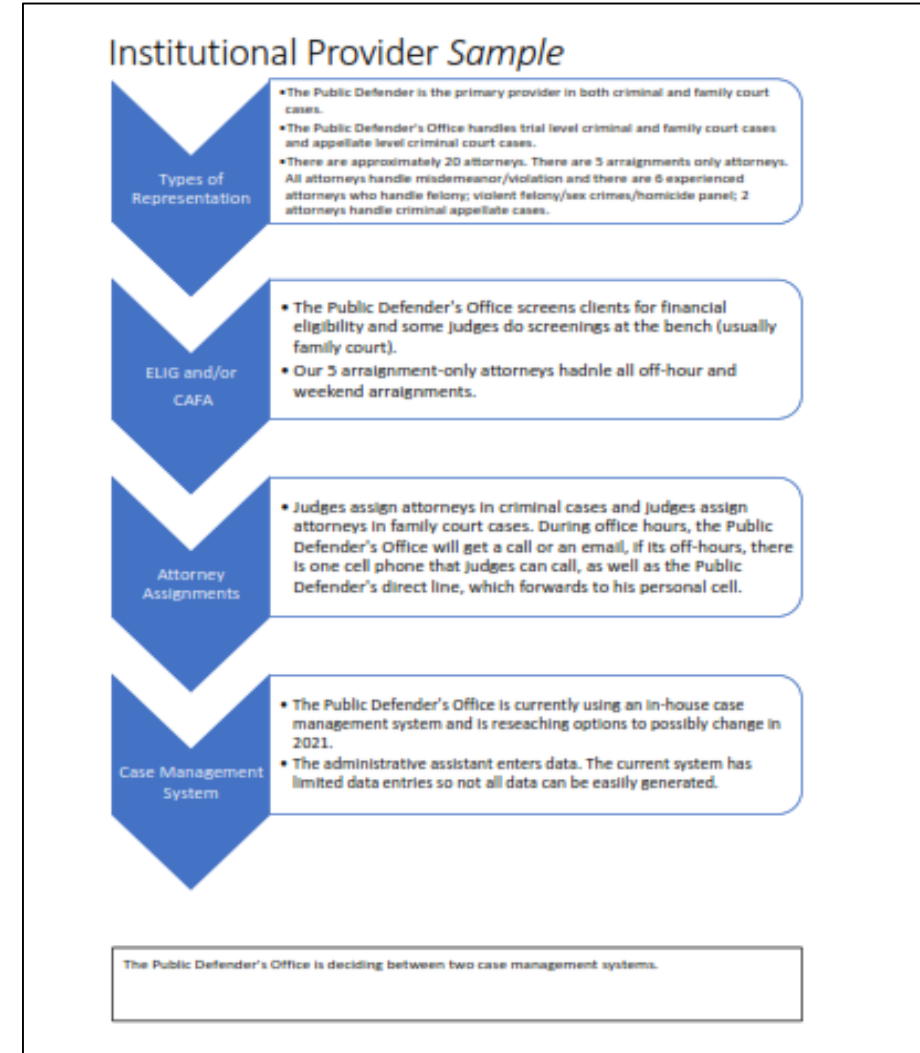 Institutional Provider Sample
•The Public Defender is the primary provider in both criminal and family court
cases.
•The Public Defender's Office handles trial level criminal and family court cases
and appellate level criminal court cases.
•There are approximately 20 attorneys. There are 5 arraignments only attorneys.
All attorneys handle misdemeanor/violation and there are 6 experienced
attorneys who handle felony; violent felony/sex crimes/homicide panel; 2
attorneys handle criminal appellate cases.
Types of
Representation
• The Public Defender's Office screens clients for financial
eligibility and some judges do screenings at the bench (usually
family court).
• Our 5 arraignment-only attorneys hadnle all off-hour and
weekend arraignments.
ELIG and/or
CAFA
• Judges assign attorneys in criminal cases and judges assign
attorneys in family court cases. During office hours, the Public
Defender's Office will get a call or an email, if its off-hours, there
is one cell phone that judges can call, as well as the Public
Defender's direct line, which forwards to his personal cell.
Attorney
Assignments
• The Public Defender's Office is currently using an in-house case
management system and is reseaching options to possibly change in
2021.
• The administrative assistant enters data. The current system has
limited data entries so not all data can be easiily generated.
Case Management
System
The Public Defender's Office is deciding between two case management systems.